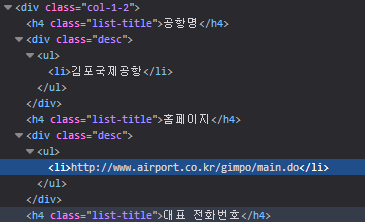 <div class="col-1-2">
<h4 class="list-title">공항명</h4>
<div class="desc">
<ul>
<li>김포국제공항</li>
</ul>
</div>
<h4 class="list-title">홈페이지</h4>
<div class="desc">
<ul>
<li>http://www.airport.co.kr/gimpo/main.do</li>
</ul>
</div>
<h4 class="list-title">대표 전화번호</h4>